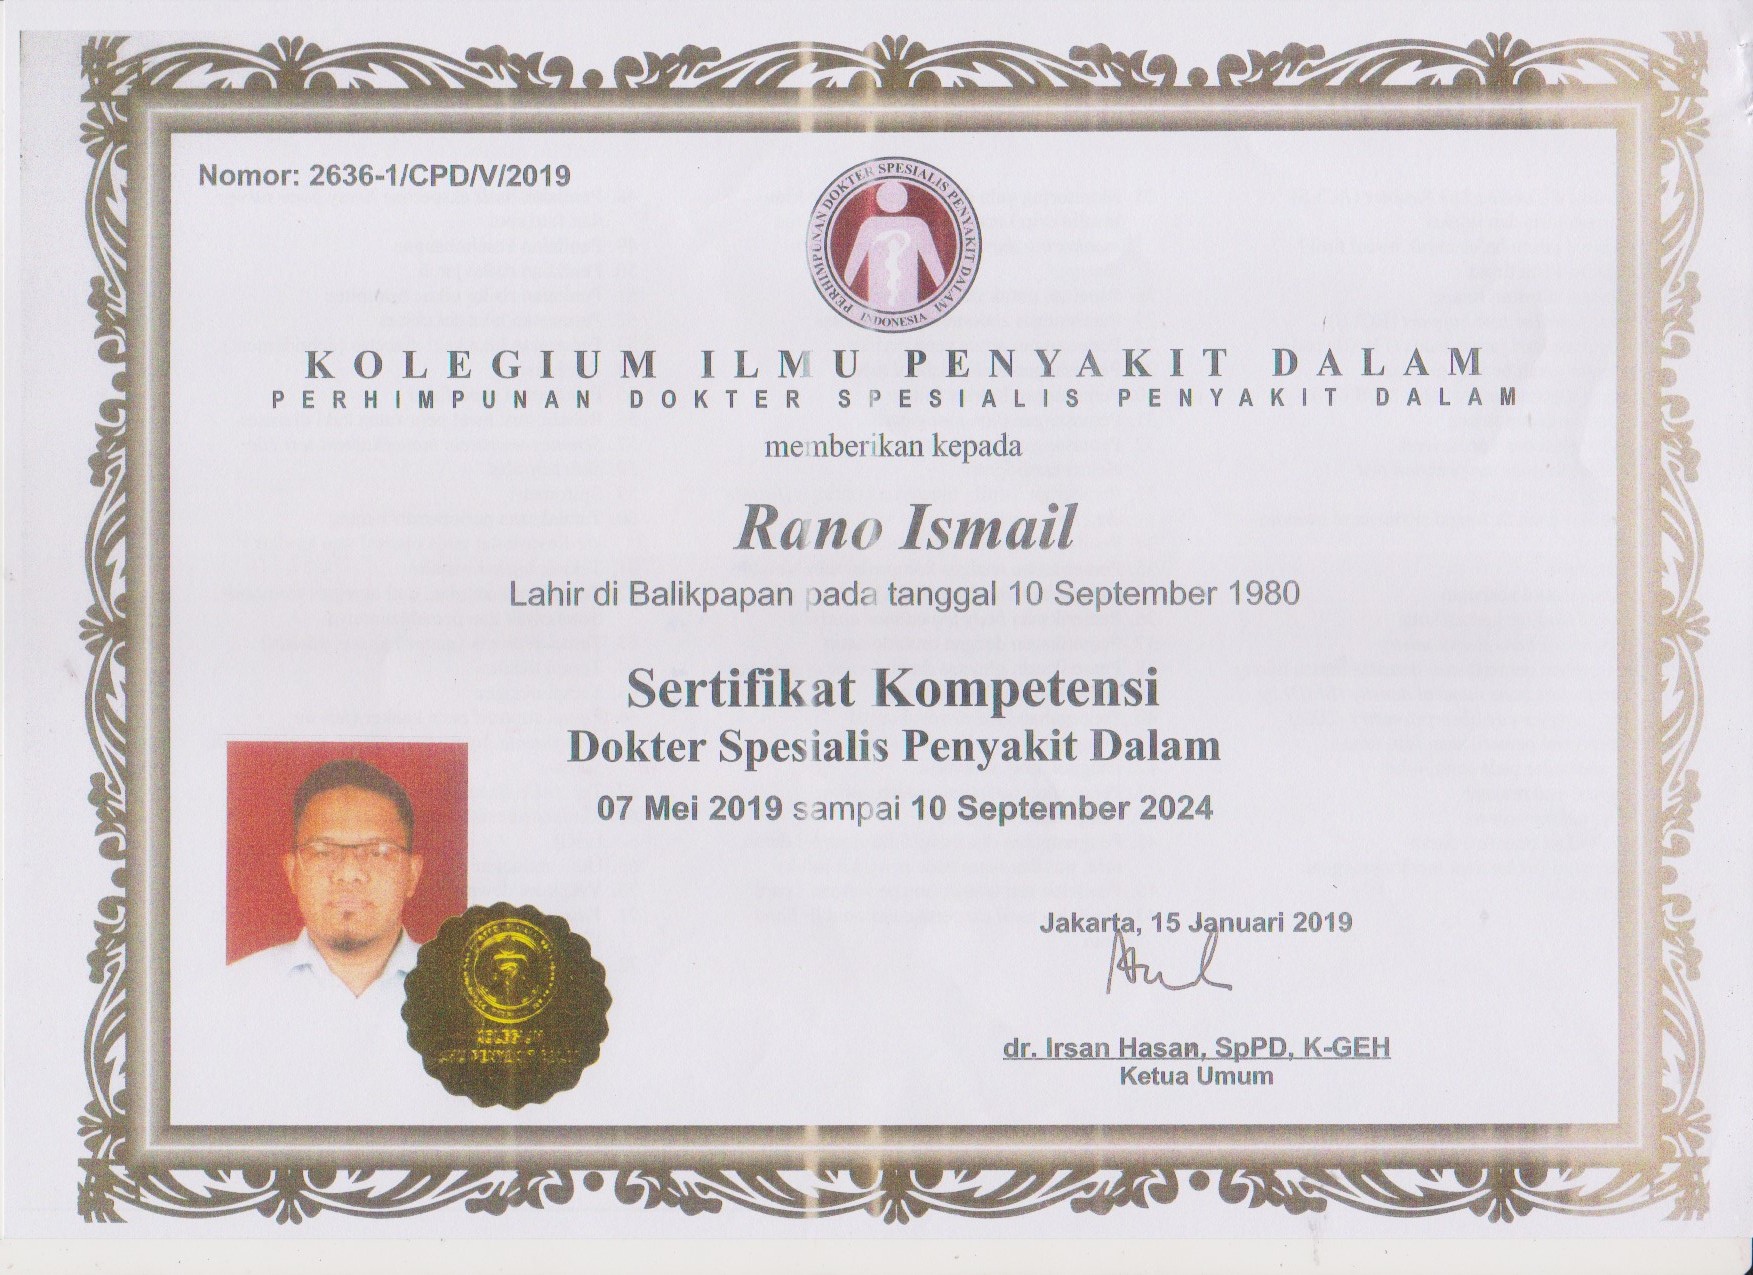 Nomor: 2636-1/CPD/V/2019
PERHIMPUNAN DOKTER SPESIALIS PENYAKIT DALAM
INDONESIA
KOLEGIUM ILMU PENYAKIT DALAM
PERHIMPUNAN DOKTER SPESIALIS PENYAKIT DALAM
memberikan kepada
Rano Ismail
Lahir di Balikpapan pada tanggal 10 September 1980
Sertifikat Kompetensi
Dokter Spesialis Penyakit Dalam
07 Mei 2019 sampai 10 September 2024
Jakarta, 15 Januari 2019
dr. Irsan Hasan, SpPD, K-GEH
Ketua Umum